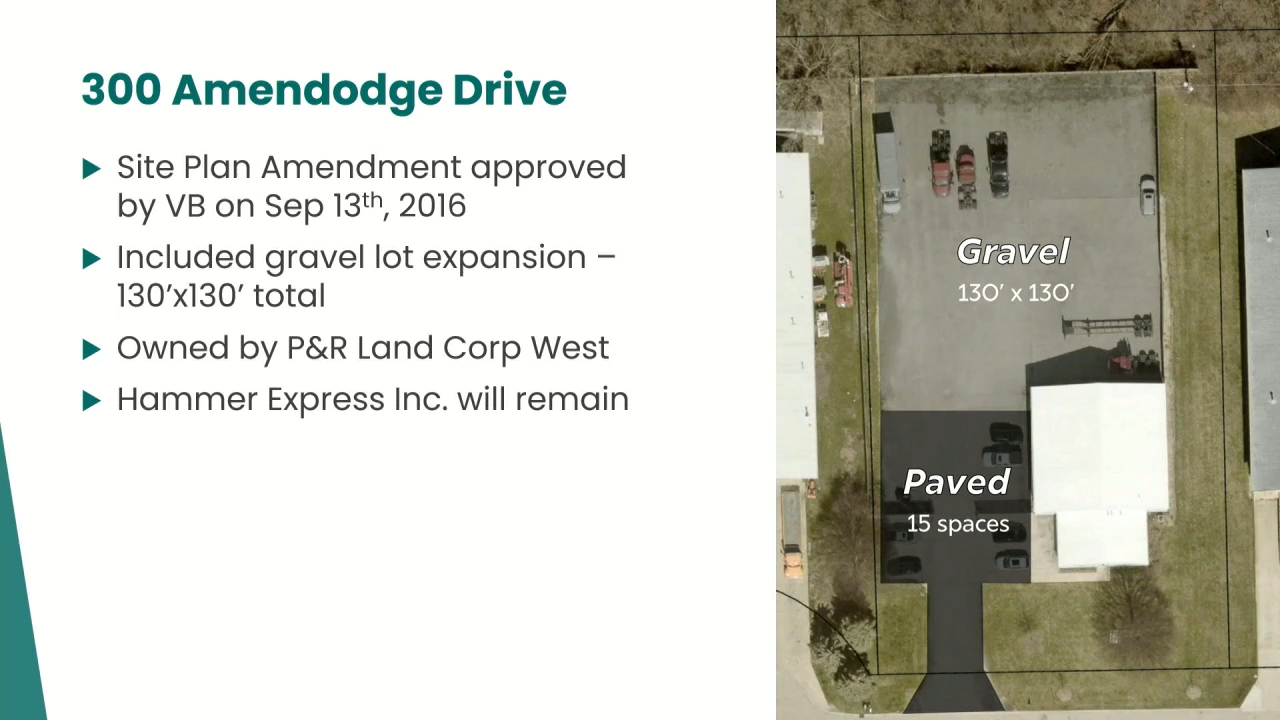 300 Amendodge Drive
Site Plan Amendment approved
by VB on Sep 13th, 2016
Included gravel lot expansion –
130’x130’ total
Owned by P&R Land Corp West
Hammer Express Inc. will remain
Gravel
130’ x 130’
Paved
15 spaces